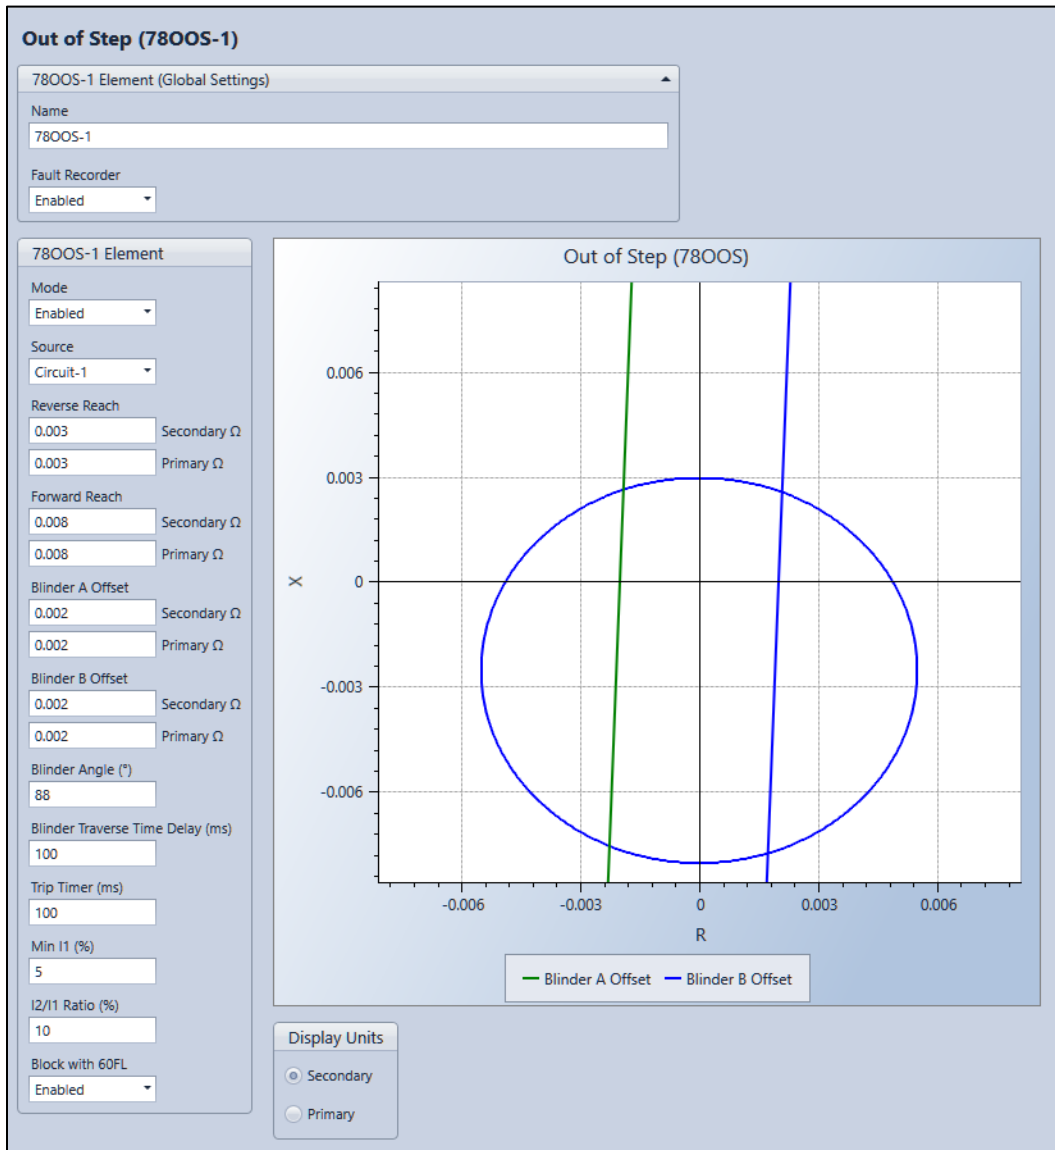 Out of Step (78OOS-1)
78OOS-1 Element (Global Settings)
Name
78OOS-1
Fault Recorder
Enabled
78OOS-1 Element
Mode
Enabled
Source
Circuit-1
Reverse Reach
0.003 Secondary Ω
0.003 Primary Ω
Forward Reach
0.008 Secondary Ω
0.008 Primary Ω
Blinder A Offset
0.002 Secondary Ω
0.002 Primary Ω
Blinder B Offset
0.002 Secondary Ω
0.002 Primary Ω
Blinder Angle (°)
88
Blinder Traverse Time Delay (ms)
100
Trip Timer (ms)
100
Min I1 (%)
5
I2/I1 Ratio (%)
10
Block with 60FL
Enabled
Out of Step (78OOS)
0.006
0.003
0
-0.003
-0.006
X
-0.006 -0.003 0 0.003 0.006
R
Blinder A Offset Blinder B Offset
Display Units
Secondary
Primary